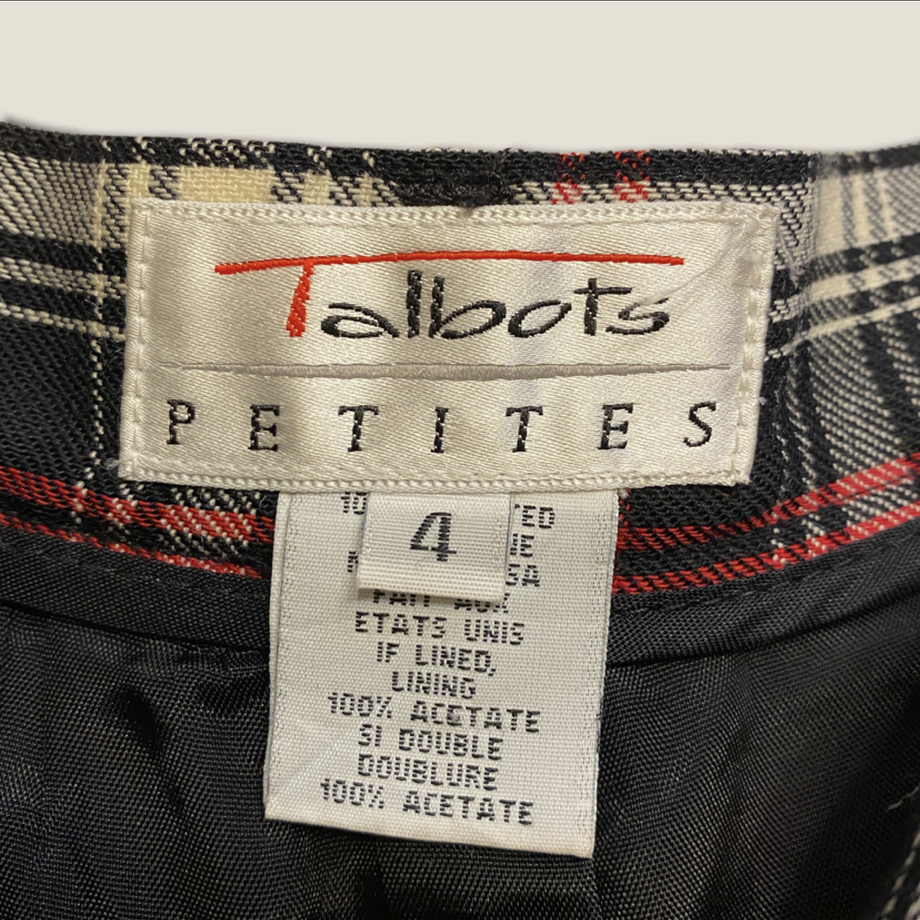 Talbots
PETITES
4
ETATS UNIS
IF LINED,
LINING
100% ACETATE
SI DOUBLE
DOUBLURE
100% ACETATE